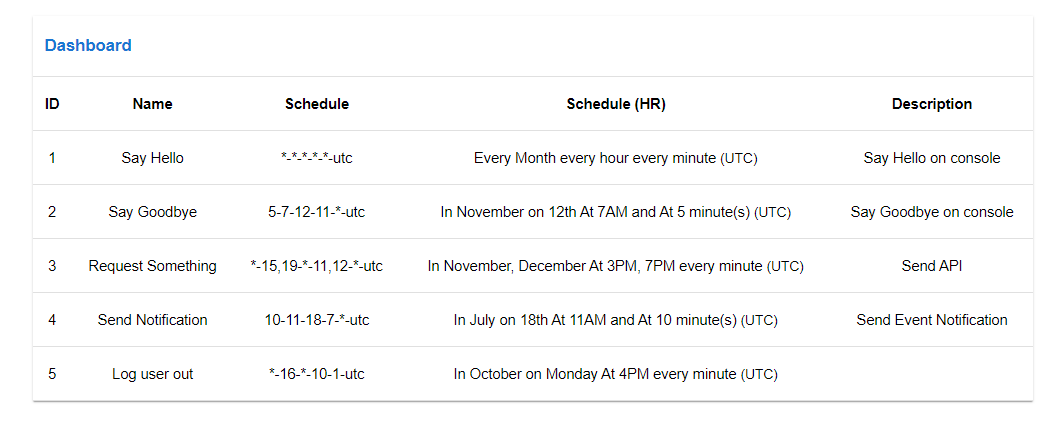 Dashboard
ID Name Schedule Schedule (HR) Description
1 Say Hello *-*-*-*-*-utc Every Month every hour every minute (UTC) Say Hello on console
2 Say Goodbye 5-7-12-11-*-utc In November on 12th At 7AM and At 5 minute(s) (UTC) Say Goodbye on console
3 Request Something *-15,19-*-11,12-*-utc In November, December At 3PM, 7PM every minute (UTC) Send API
4 Send Notification 10-11-18-7-*-utc In July on 18th At 11AM and At 10 minute(s) (UTC) Send Event Notification
5 Log user out *-16-*-10-1-utc In October on Monday At 4PM every minute (UTC)